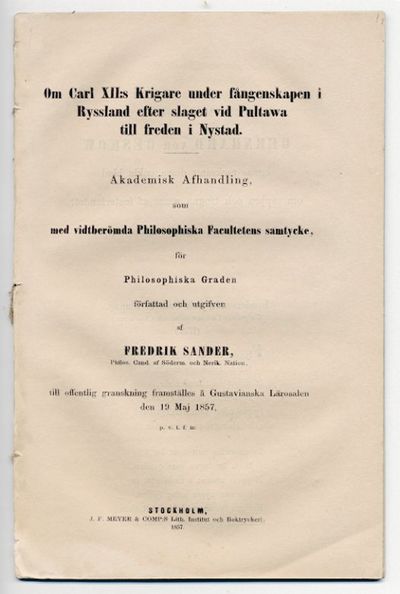 Om Carl XII:s Krigare under fångenskapen i
Ryssland efter slaget vid Pultawa
till freden i Nystad.
Akademisk Afhandling,
som
med vidtberömda Philosophiska Facultetens samtycke,
för
Philosophiska Graden
författad och utgifven
af
FREDRIK SANDER,
Philos. Cand. af Söderm. och Nerik. Nation.
till offentlig granskning framställes å Gustavianska Lärosalen
den 19 Maj 1857,
p. v. t. f. m.
STOCKHOLM,
J. F. MEYER & COMP:S Lith. Institut och Boktryckeri.
1857.